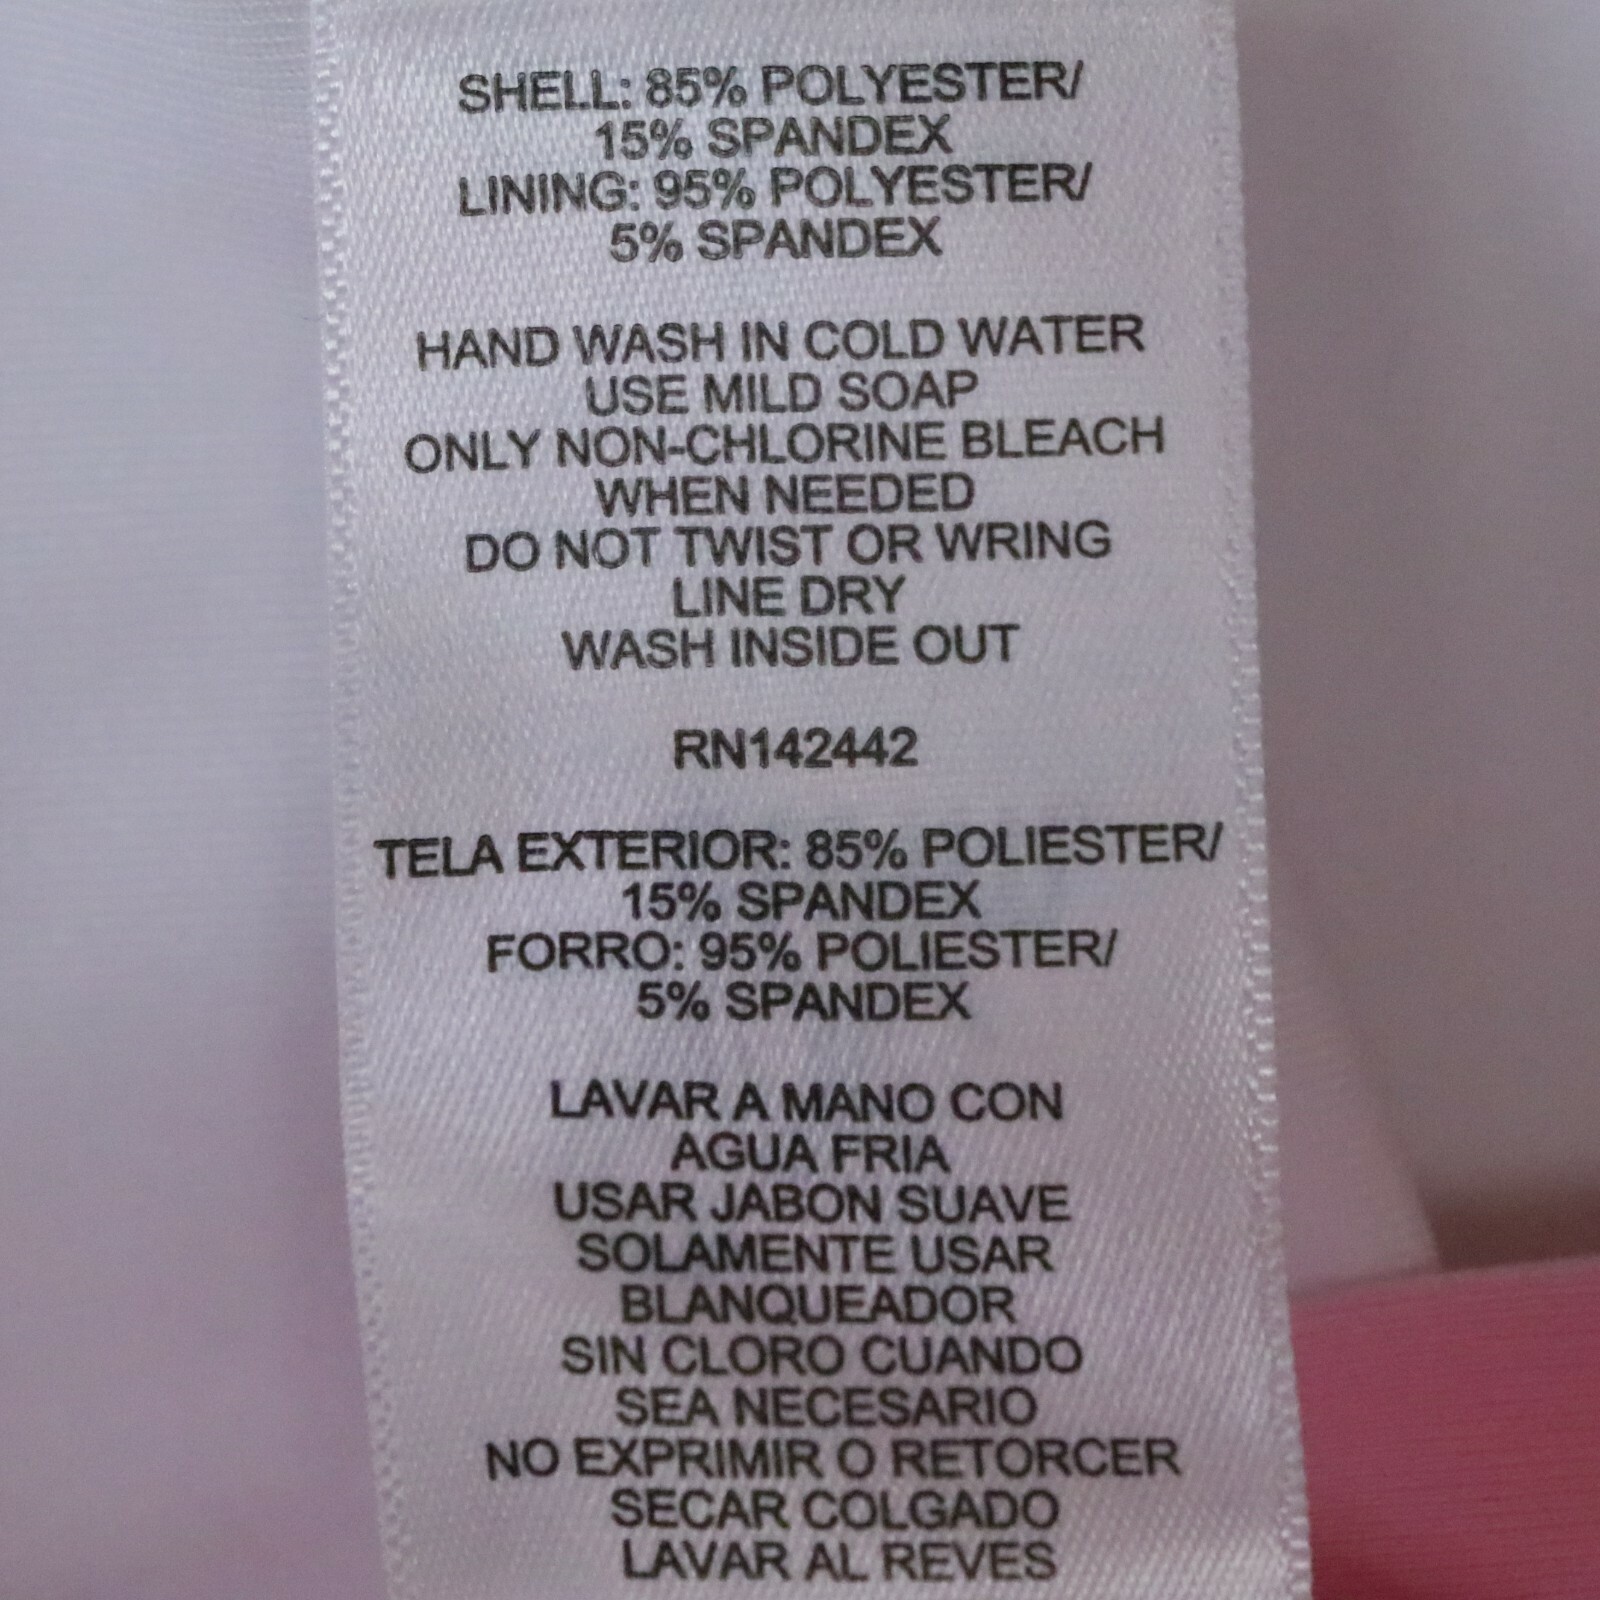 SHELL: 85% POLYESTER/
15% SPANDEX
LINING: 95% POLYESTER/
5% SPANDEX
HAND WASH IN COLD WATER
USE MILD SOAP
ONLY NON-CHLORINE BLEACH
WHEN NEEDED
DO NOT TWIST OR WRING
LINE DRY
WASH INSIDE OUT
RN142442
TELA EXTERIOR: 85% POLIESTER/
15% SPANDEX
FORRO: 95% POLIESTER/
5% SPANDEX
LAVAR A MANO CON
AGUA FRIA
USAR JABON SUAVE
SOLAMENTE USAR
BLANQUEADOR
SIN CLORO CUANDO
SEA NECESARIO
NO EXPRIMIR O RETORCER
SECAR COLGADO
LAVAR AL REVES